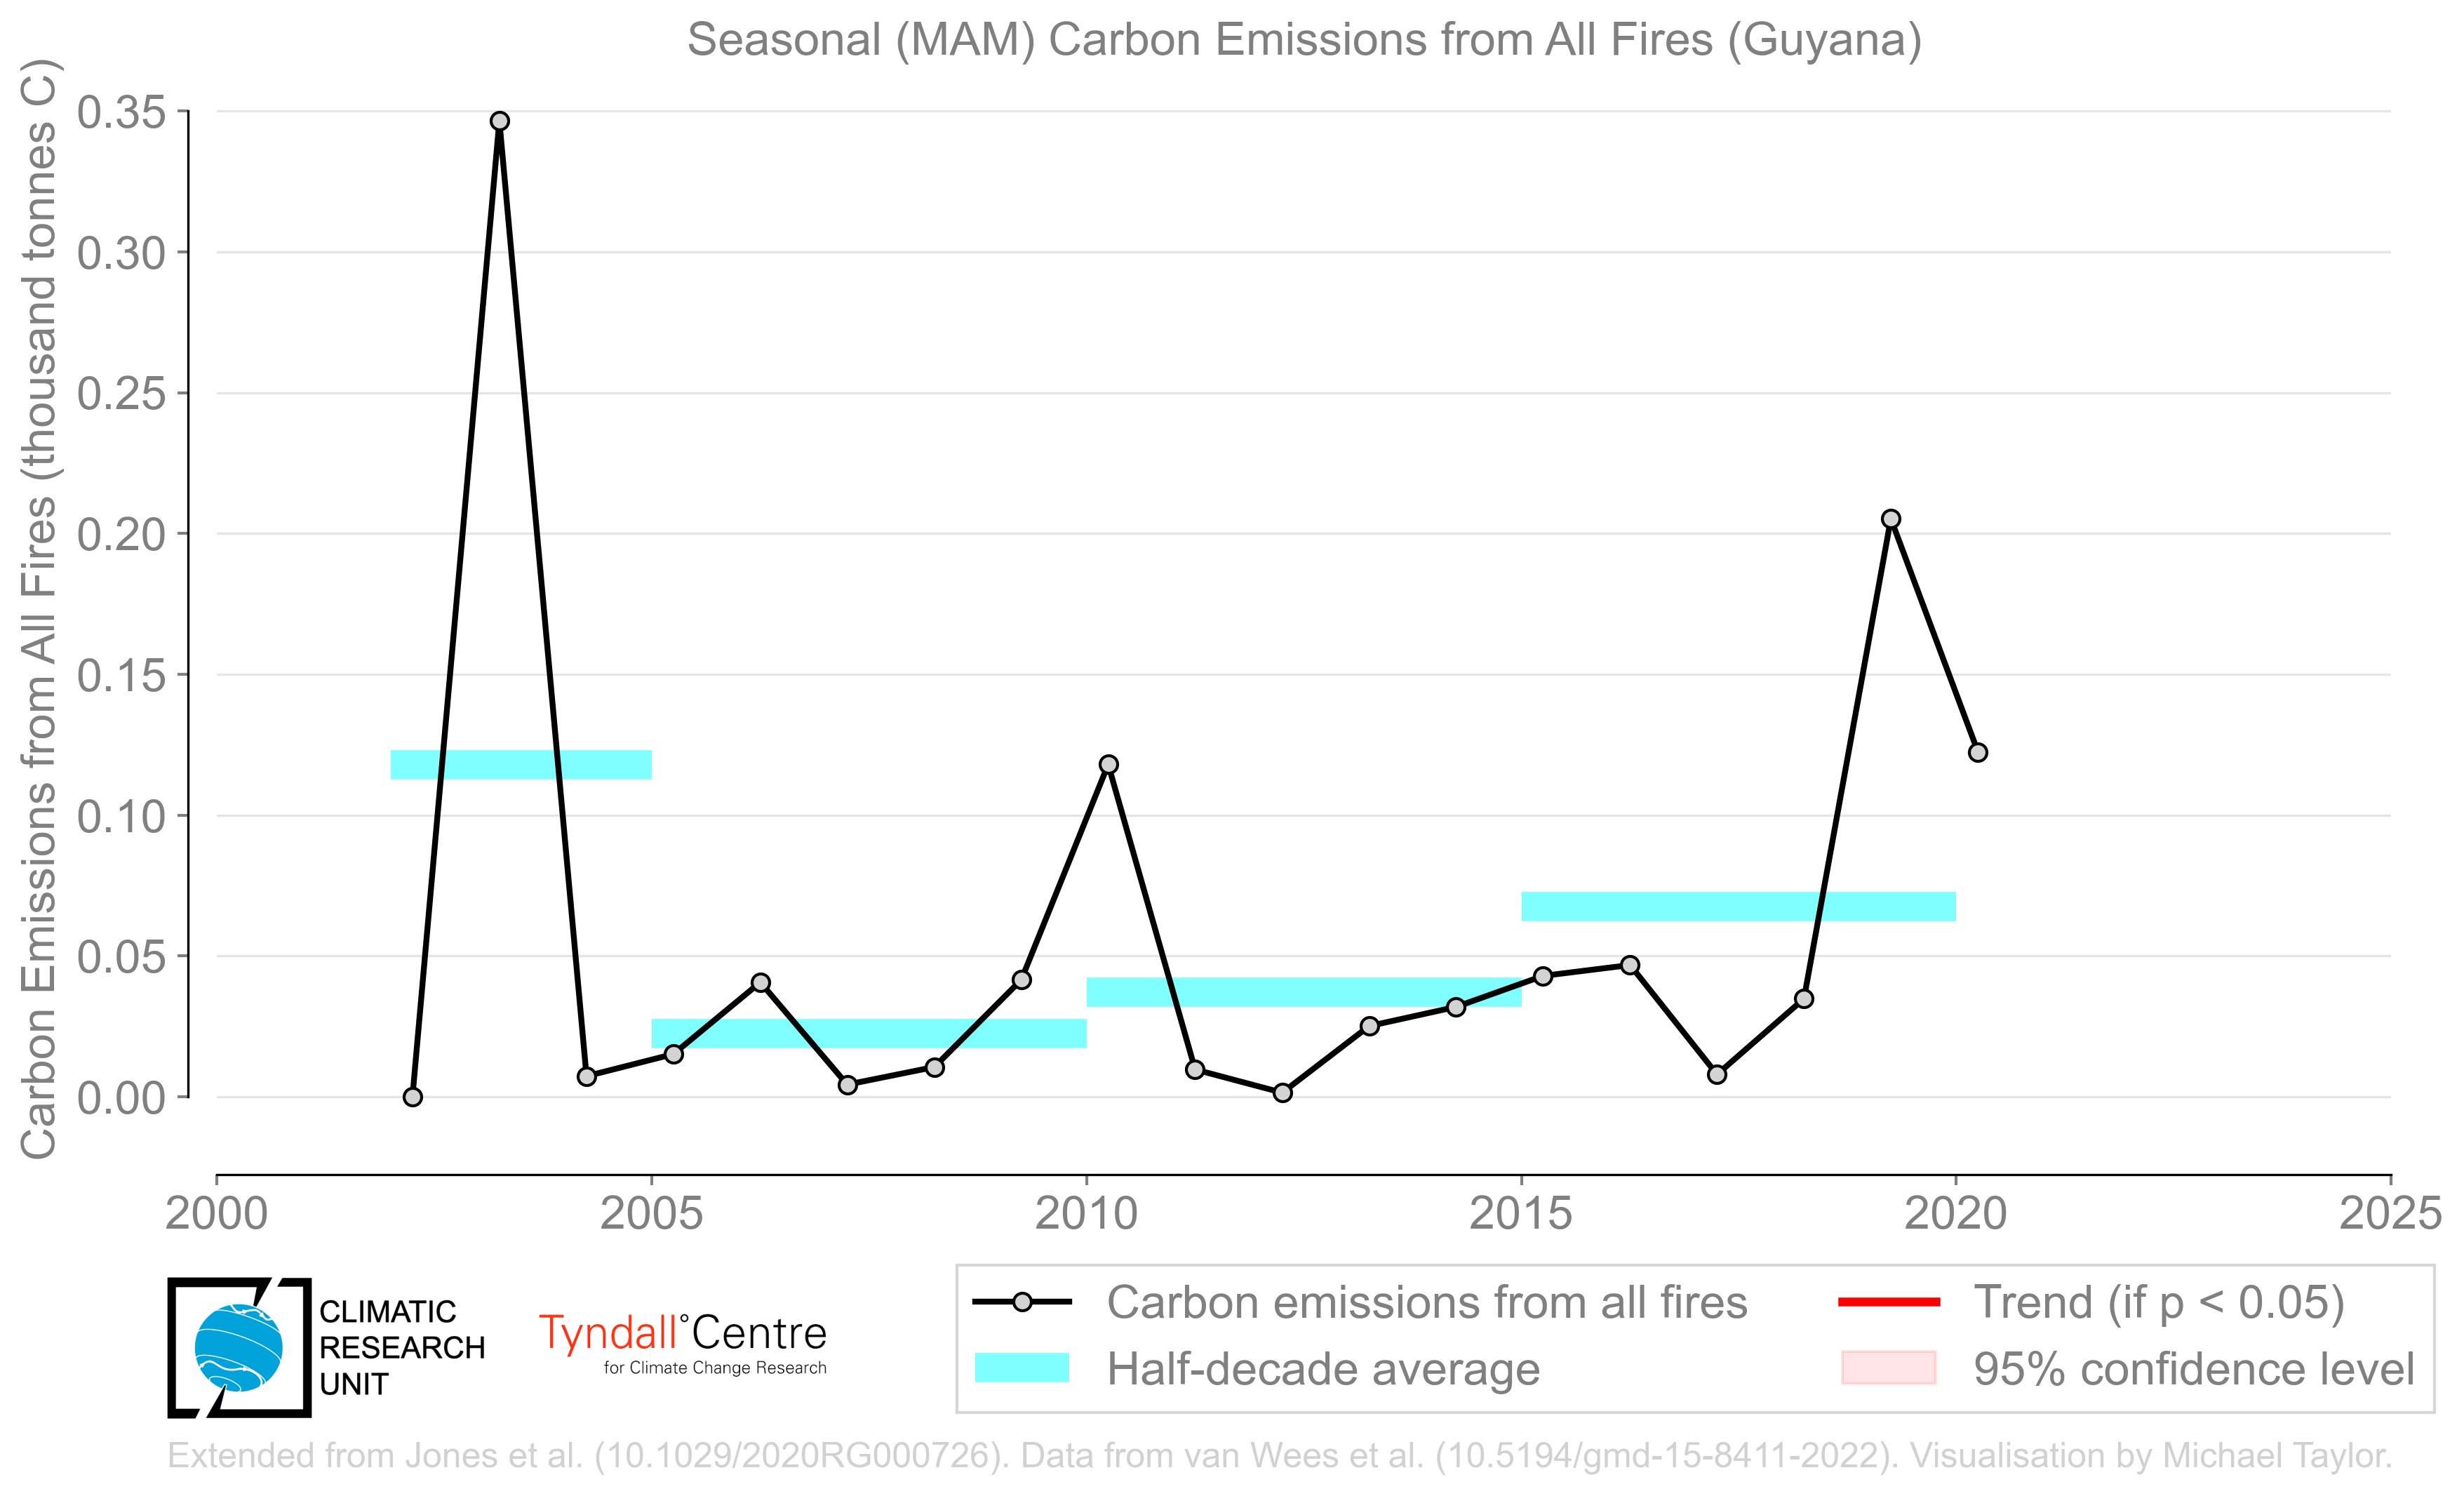 Seasonal (MAM) Carbon Emissions from All Fires (Guyana)
Carbon Emissions from All Fires (thousand tonnes C)
0.35
0.30
0.25
0.20
0.15
0.10
0.05
0.00
2000
2005
2010
2015
2020
2025
CLIMATIC
RESEARCH
UNIT
Tyndall°Centre
for Climate Change Research
Carbon emissions from all fires
Half-decade average
Trend (if p < 0.05)
95% confidence level
Extended from Jones et al. (10.1029/2020RG000726). Data from van Wees et al. (10.5194/gmd-15-8411-2022). Visualisation by Michael Taylor.